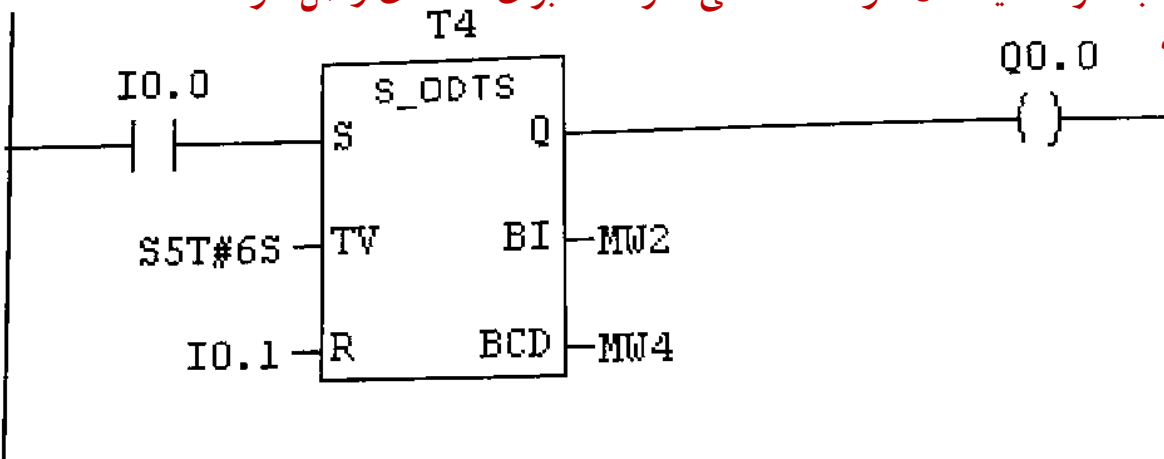 T4
Q0.0
I0.0
S_ODTS
S
Q
S5T#6S
TV
BI
MW2
I0.1
R
BCD
MW4